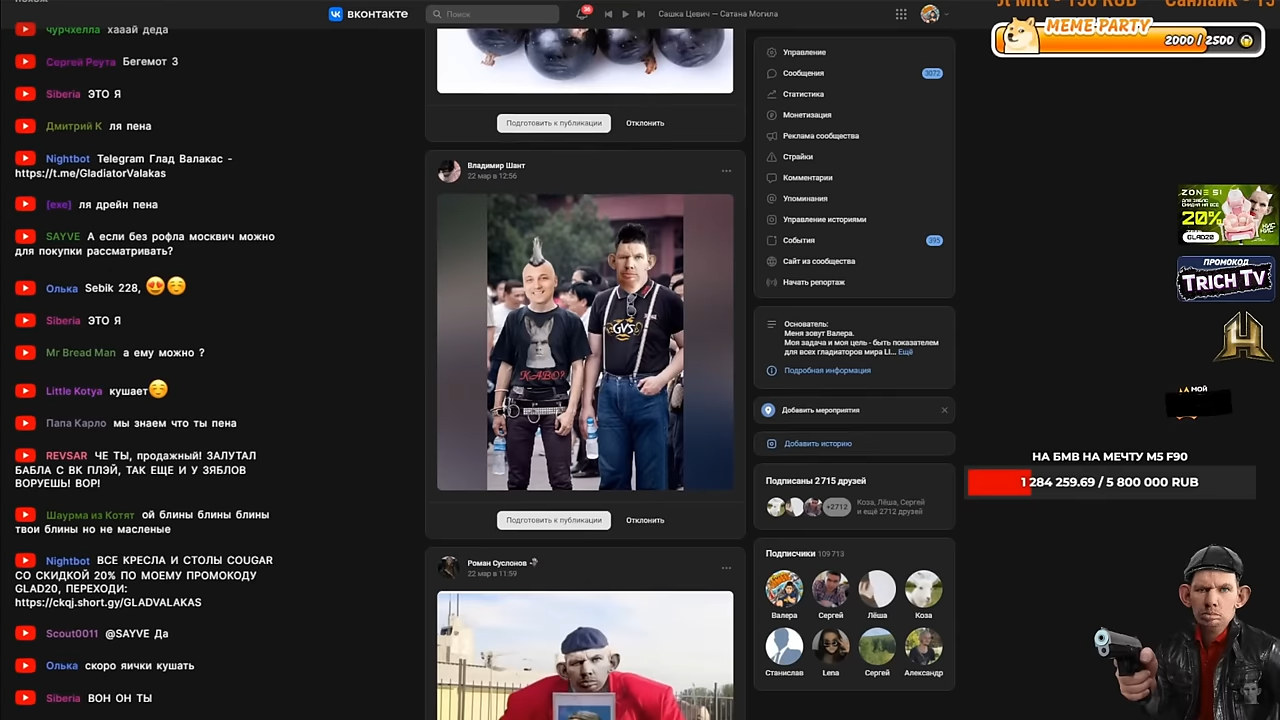 чурчхелла хааай деда
Сергей Реута Бегемот 3
Siberia ЭТО Я
Дмитрий К ля пена
Nightbot Telegram Глад Валакас -
https://t.me/GladiatorValakas
[exe] ля дрейн пена
SAYVE А если без рофла москвич можно
для покупки рассматривать?
Олька Sebik 228,
Siberia ЭТО Я
Mr Bread Man а ему можно ?
Little Kotya кушает
Папа Карло мы знаем что ты пена
REVSAR ЧЕ ТЫ, продажный! ЗАЛУТАЛ
БАБЛА С ВК ПЛЭЙ, ТАК ЕЩЕ И У ЗЯБЛОВ
ВОРУЕШЬ! ВОР!
Шаурма из Котят ой блины блины блины
твои блины но не масленые
Nightbot ВСЕ КРЕСЛА И СТОЛЫ COUGAR
СО СКИДКОЙ 20% ПО МОЕМУ ПРОМОКОДУ
GLAD20, ПЕРЕХОДИ:
https://ckqj.short.gy/GLADVALAKAS
Scout0011 @SAYVE Да
Олька скоро яички кушать
Siberia ВОН ОН ТЫ
вконтакте
Поиск
36
Сашка Цевич — Сатана Могила
Подготовить к публикации
Отклонить
Владимир Шант
22 мар в 12:56
КАВО?
GVS
Подготовить к публикации
Отклонить
Роман Суслонов
22 мар в 11:59
Управление
Сообщения 3072
Статистика
Монетизация
Реклама сообщества
Страйки
Комментарии
Упоминания
Управление историями
События 395
Сайт из сообщества
Начать репортаж
Основатель:
Меня зовут Валера.
Моя задача и моя цель - быть показателем
для всех гладиаторов мира LI... Ещё
Подробная информация
Добавить мероприятия
Добавить историю
Подписаны 2 715 друзей
+2712
Коза, Лёша, Сергей
и ещё 2712 друзей
Подписчики 109 713
Валера
Сергей
Лёша
Коза
Станислав
Lena
Сергей
Александр
MEME PARTY
2000 / 2500
ZONE 51
20%
GLAD20
ПРОМОКОД
TRICH TV
МОЙ
НА БМВ НА МЕЧТУ M5 F90
1 284 259.69 / 5 800 000 RUB